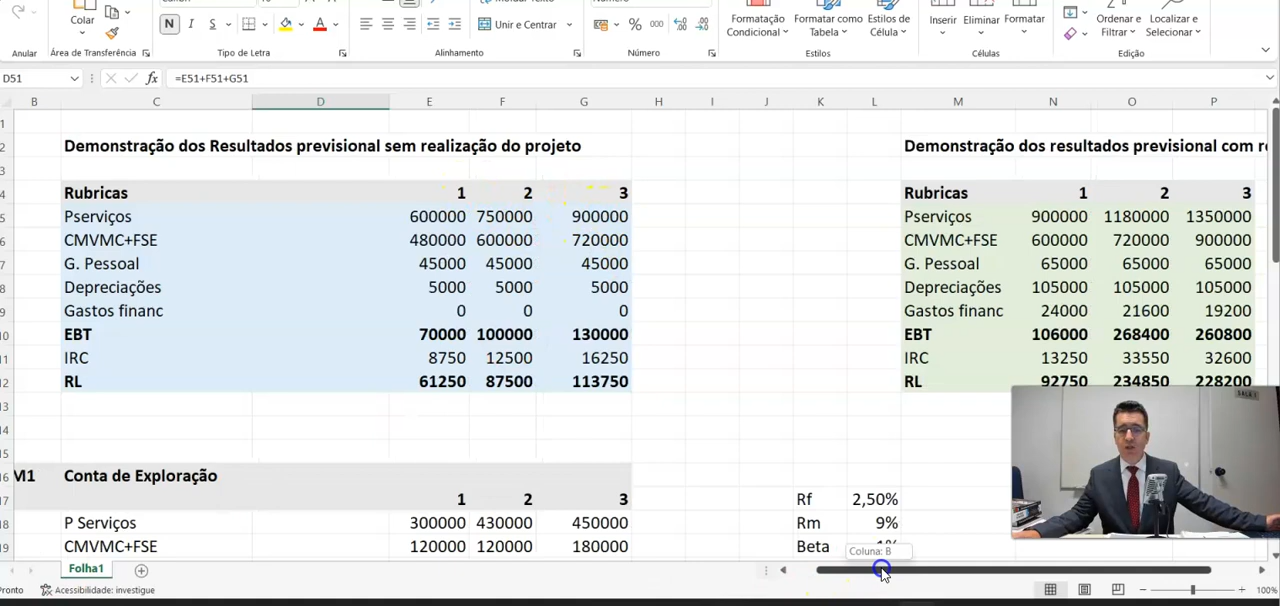 Colar
N I S
Unir e Centrar
%
Formatação Condicional
Formatar como Tabela
Estilos de Célula
Inserir
Eliminar
Formatar
Ordenar e Filtrar
Localizar e Selecionar
Anular
Área de Transferência
Tipo de Letra
Alinhamento
Número
Estilos
Células
Edição
D51 fx =E51+F51+G51
B C D E F G H I J K L M N O P
Demonstração dos Resultados previsional sem realização do projeto
Rubricas 1 2 3
Pserviços 600000 750000 900000
CMVMC+FSE 480000 600000 720000
G. Pessoal 45000 45000 45000
Depreciações 5000 5000 5000
Gastos financ 0 0 0
EBT 70000 100000 130000
IRC 8750 12500 16250
RL 61250 87500 113750
M1 Conta de Exploração
1 2 3
P Serviços 300000 430000 450000
CMVMC+FSE 120000 120000 180000
Rf 2,50%
Rm 9%
Beta
Coluna: B
Demonstração dos resultados previsional com
Rubricas 1 2 3
Pserviços 900000 1180000 1350000
CMVMC+FSE 600000 720000 900000
G. Pessoal 65000 65000 65000
Depreciações 105000 105000 105000
Gastos financ 24000 21600 19200
EBT 106000 268400 260800
IRC 13250 33550 32600
RL 92750 234850 228200
SALA 1
Folha1
Pronto
Acessibilidade: investigue
100%